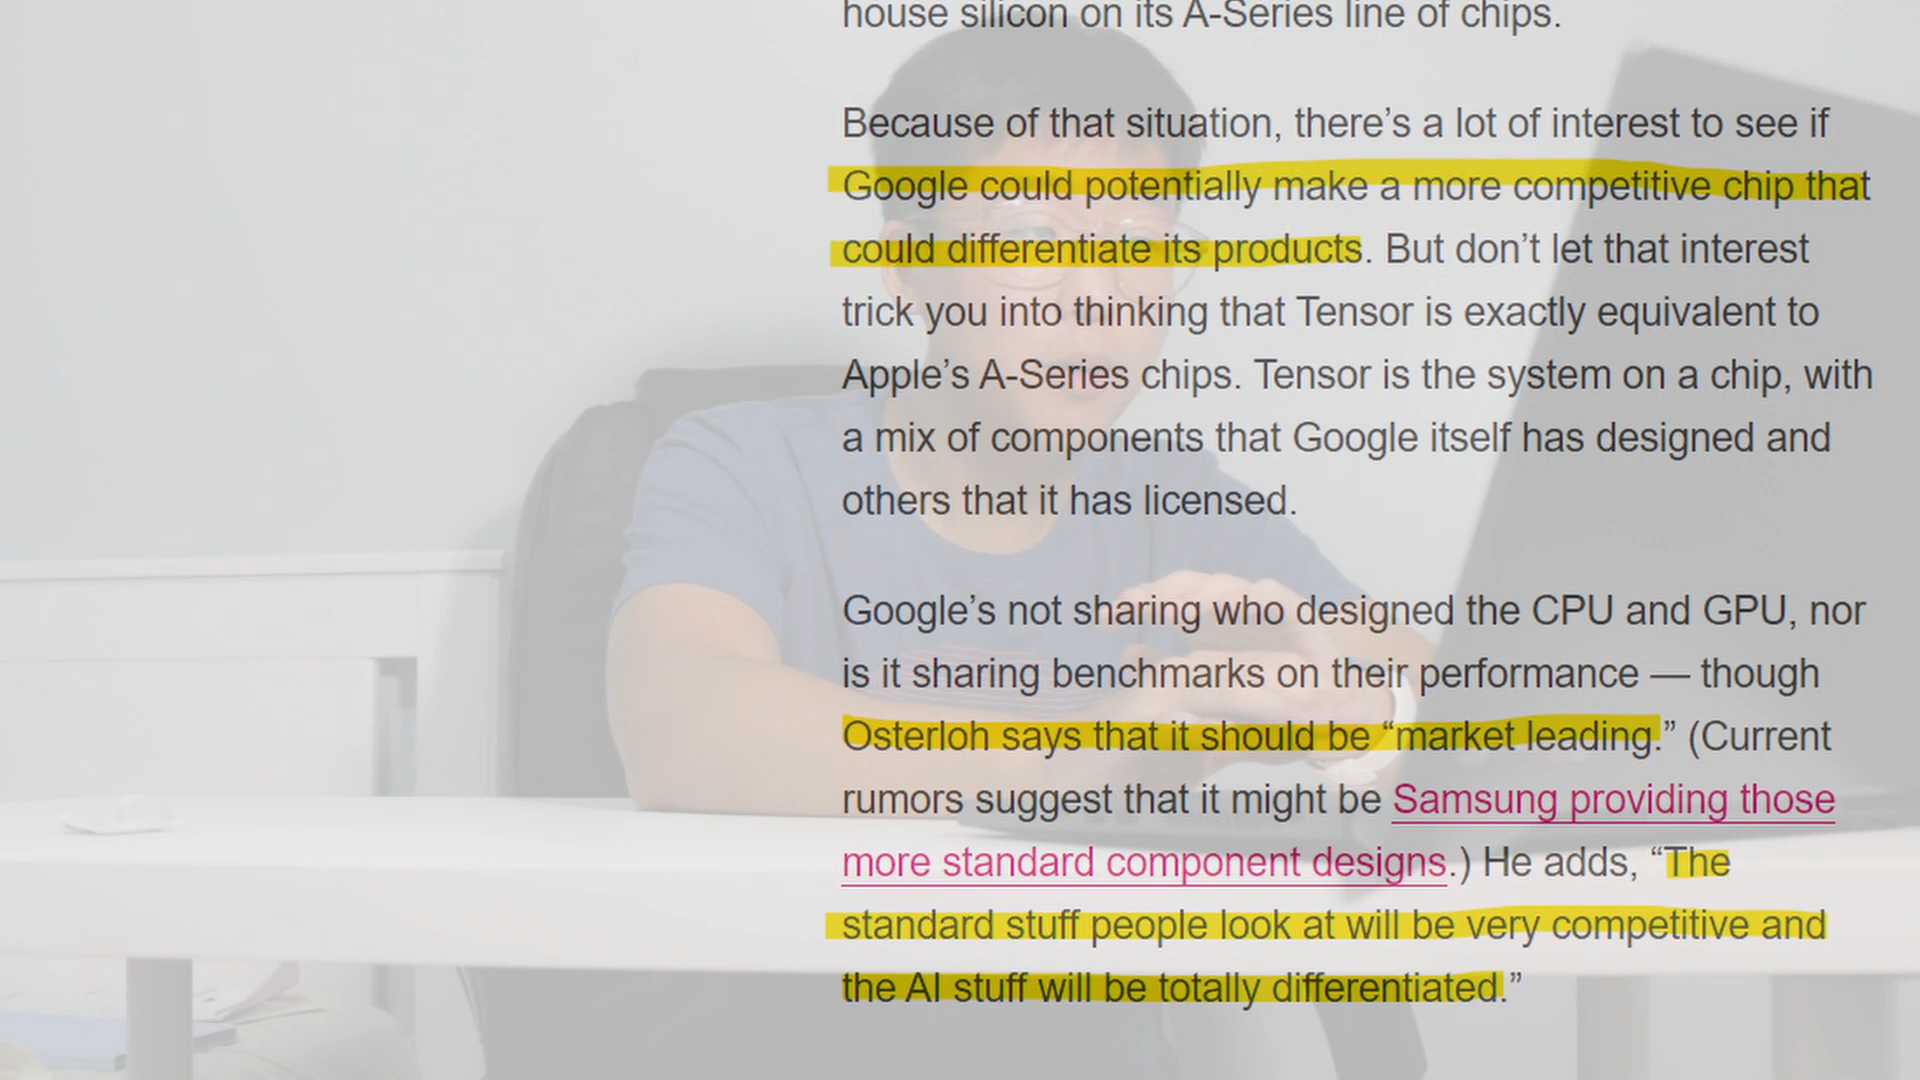 house silicon on its A-Series line of chips.
Because of that situation, there’s a lot of interest to see if
Google could potentially make a more competitive chip that
could differentiate its products. But don’t let that interest
trick you into thinking that Tensor is exactly equivalent to
Apple’s A-Series chips. Tensor is the system on a chip, with
a mix of components that Google itself has designed and
others that it has licensed.
Google’s not sharing who designed the CPU and GPU, nor
is it sharing benchmarks on their performance — though
Osterloh says that it should be “market leading.” (Current
rumors suggest that it might be Samsung providing those
more standard component designs.) He adds, “The
standard stuff people look at will be very competitive and
the AI stuff will be totally differentiated.”